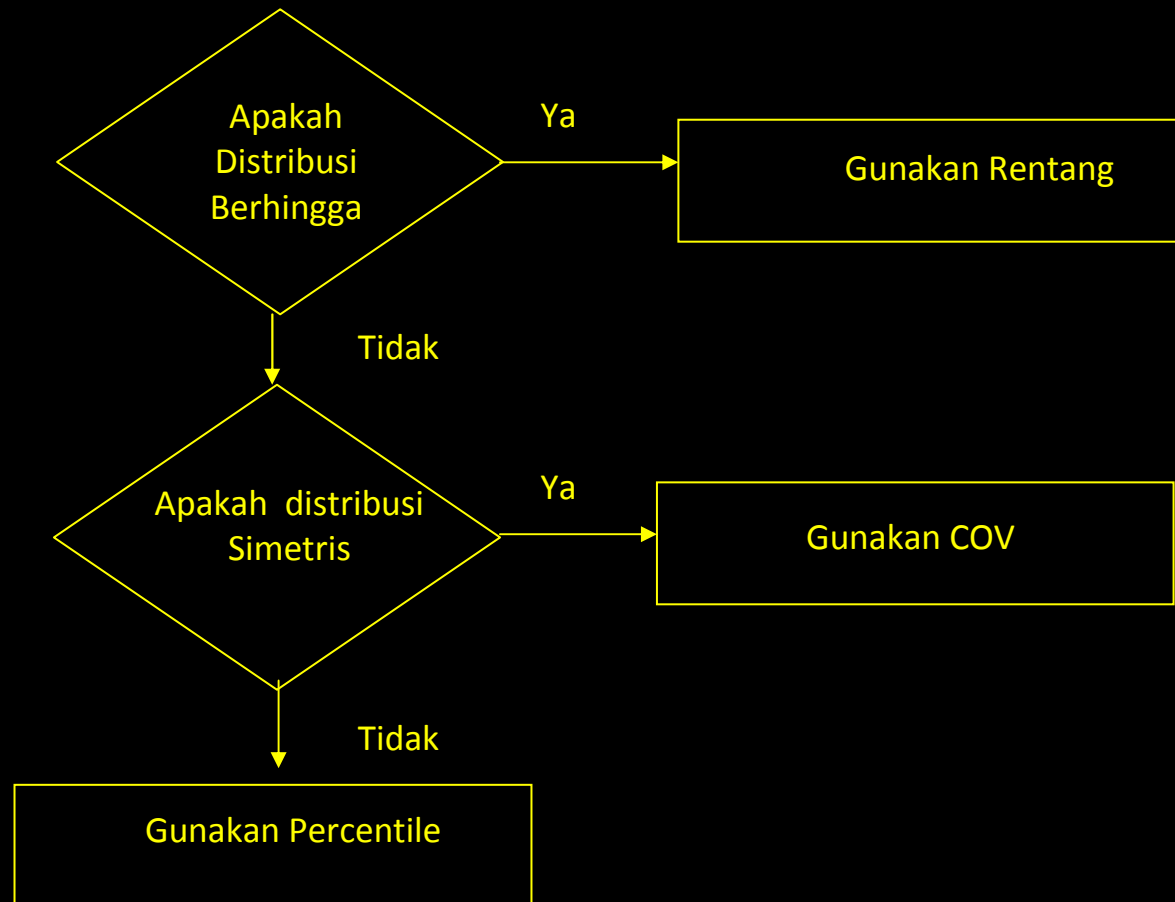 Apakah
Distribusi
Berhingga
Ya
Gunakan Rentang
Tidak
Apakah distribusi
Simetris
Ya
Gunakan COV
Tidak
Gunakan Percentile